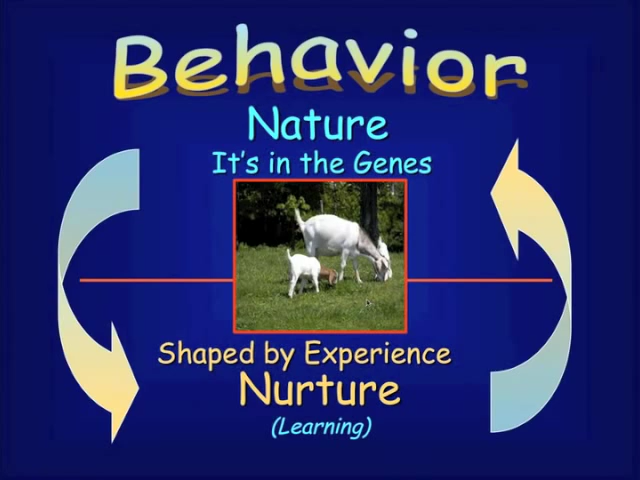 Behavior
Nature
It's in the Genes
Shaped by Experience
Nurture
(Learning)